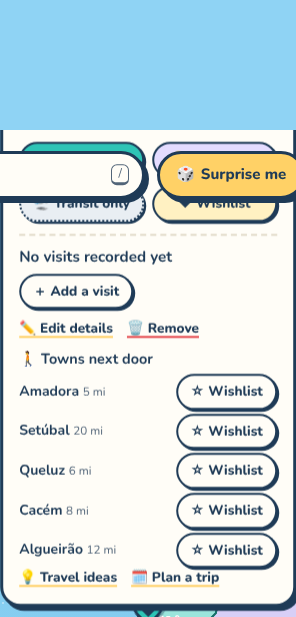 /
🎲 Surprise me
Transit only
Wishlist
No visits recorded yet
+ Add a visit
✏️ Edit details 🗑️ Remove
🚶 Towns next door
Amadora 5 mi ☆ Wishlist
Setúbal 20 mi ☆ Wishlist
Queluz 6 mi ☆ Wishlist
Cacém 8 mi ☆ Wishlist
Algueirão 12 mi ☆ Wishlist
💡 Travel ideas 🗓️ Plan a trip